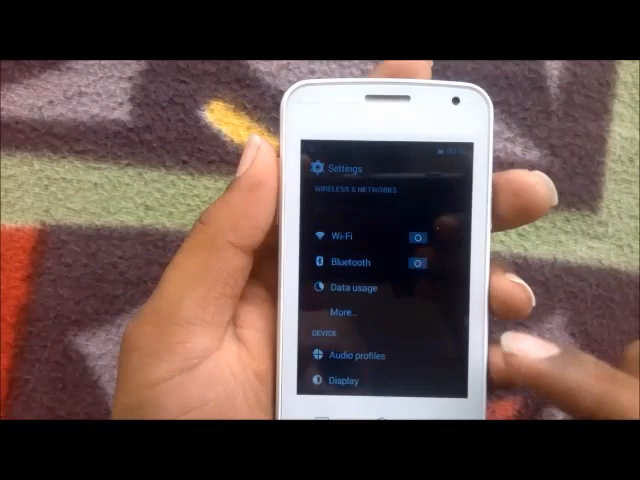 Settings
WIRELESS & NETWORKS
Wi-Fi
Bluetooth
Data usage
More...
DEVICE
Audio profiles
Display